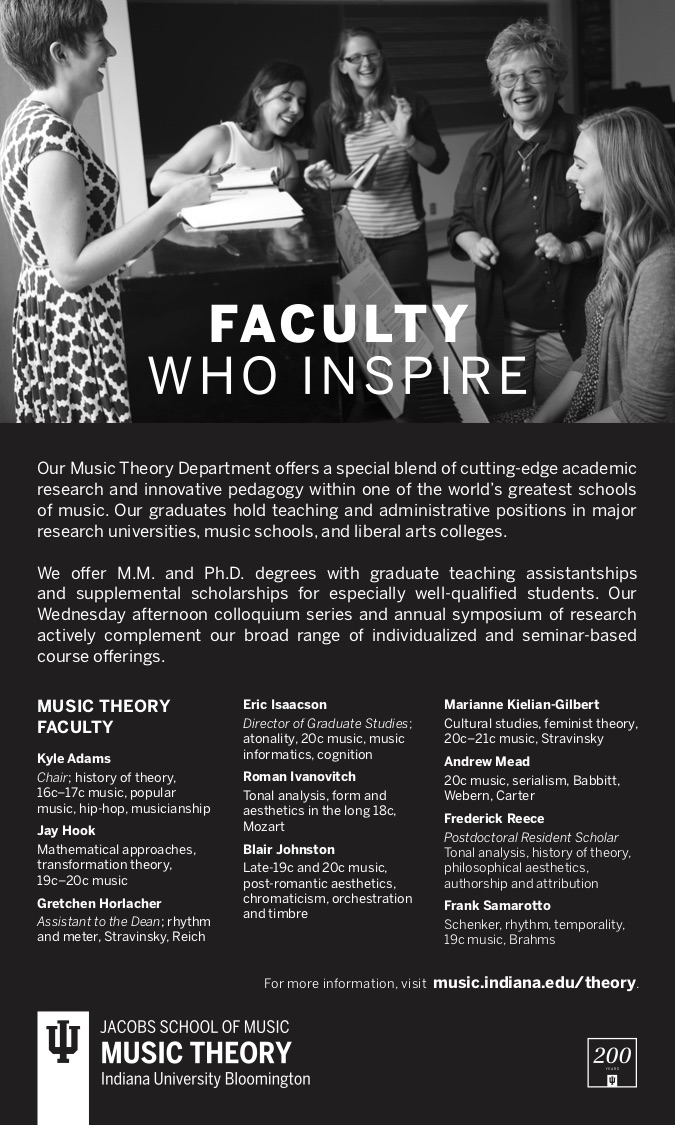 FACULTY
WHO INSPIRE
Our Music Theory Department offers a special blend of cutting-edge academic
research and innovative pedagogy within one of the world's greatest schools
of music. Our graduates hold teaching and administrative positions in major
research universities, music schools, and liberal arts colleges.
We offer M.M. and Ph.D. degrees with graduate teaching assistantships
and supplemental scholarships for especially well-qualified students. Our
Wednesday afternoon colloquium series and annual symposium of research
actively complement our broad range of individualized and seminar-based
course offerings.
MUSIC THEORY
FACULTY
Kyle Adams
Chair; history of theory,
16c–17c music, popular
music, hip-hop, musicianship
Jay Hook
Mathematical approaches,
transformation theory,
19c–20c music
Gretchen Horlacher
Assistant to the Dean; rhythm
and meter, Stravinsky, Reich
Eric Isaacson
Director of Graduate Studies;
atonality, 20c music, music
informatics, cognition
Roman Ivanovitch
Tonal analysis, form and
aesthetics in the long 18c,
Mozart
Blair Johnston
Late-19c and 20c music,
post-romantic aesthetics,
chromaticism, orchestration
and timbre
Marianne Kielian-Gilbert
Cultural studies, feminist theory,
20c–21c music, Stravinsky
Andrew Mead
20c music, serialism, Babbitt,
Webern, Carter
Frederick Reece
Postdoctoral Resident Scholar
Tonal analysis, history of theory,
philosophical aesthetics,
authorship and attribution
Frank Samarotto
Schenker, rhythm, temporality,
19c music, Brahms
For more information, visit music.indiana.edu/theory.
JACOBS SCHOOL OF MUSIC
MUSIC THEORY
Indiana University Bloomington
200
YEARS